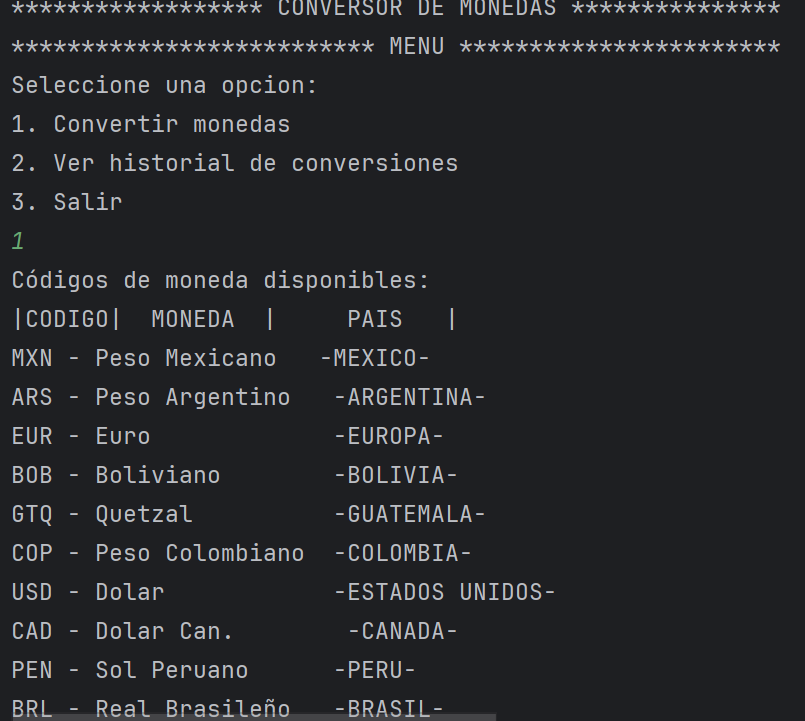 ****************** CONVERSOR DE MONEDAS ***************
************************** MENU ***********************
Seleccione una opcion:
1. Convertir monedas
2. Ver historial de conversiones
3. Salir
1
Códigos de moneda disponibles:
|CODIGO|  MONEDA  |     PAIS   |
MXN - Peso Mexicano   -MEXICO-
ARS - Peso Argentino   -ARGENTINA-
EUR - Euro             -EUROPA-
BOB - Boliviano        -BOLIVIA-
GTQ - Quetzal          -GUATEMALA-
COP - Peso Colombiano  -COLOMBIA-
USD - Dolar            -ESTADOS UNIDOS-
CAD - Dolar Can.        -CANADA-
PEN - Sol Peruano      -PERU-
BRL - Real Brasileño   -BRASIL-